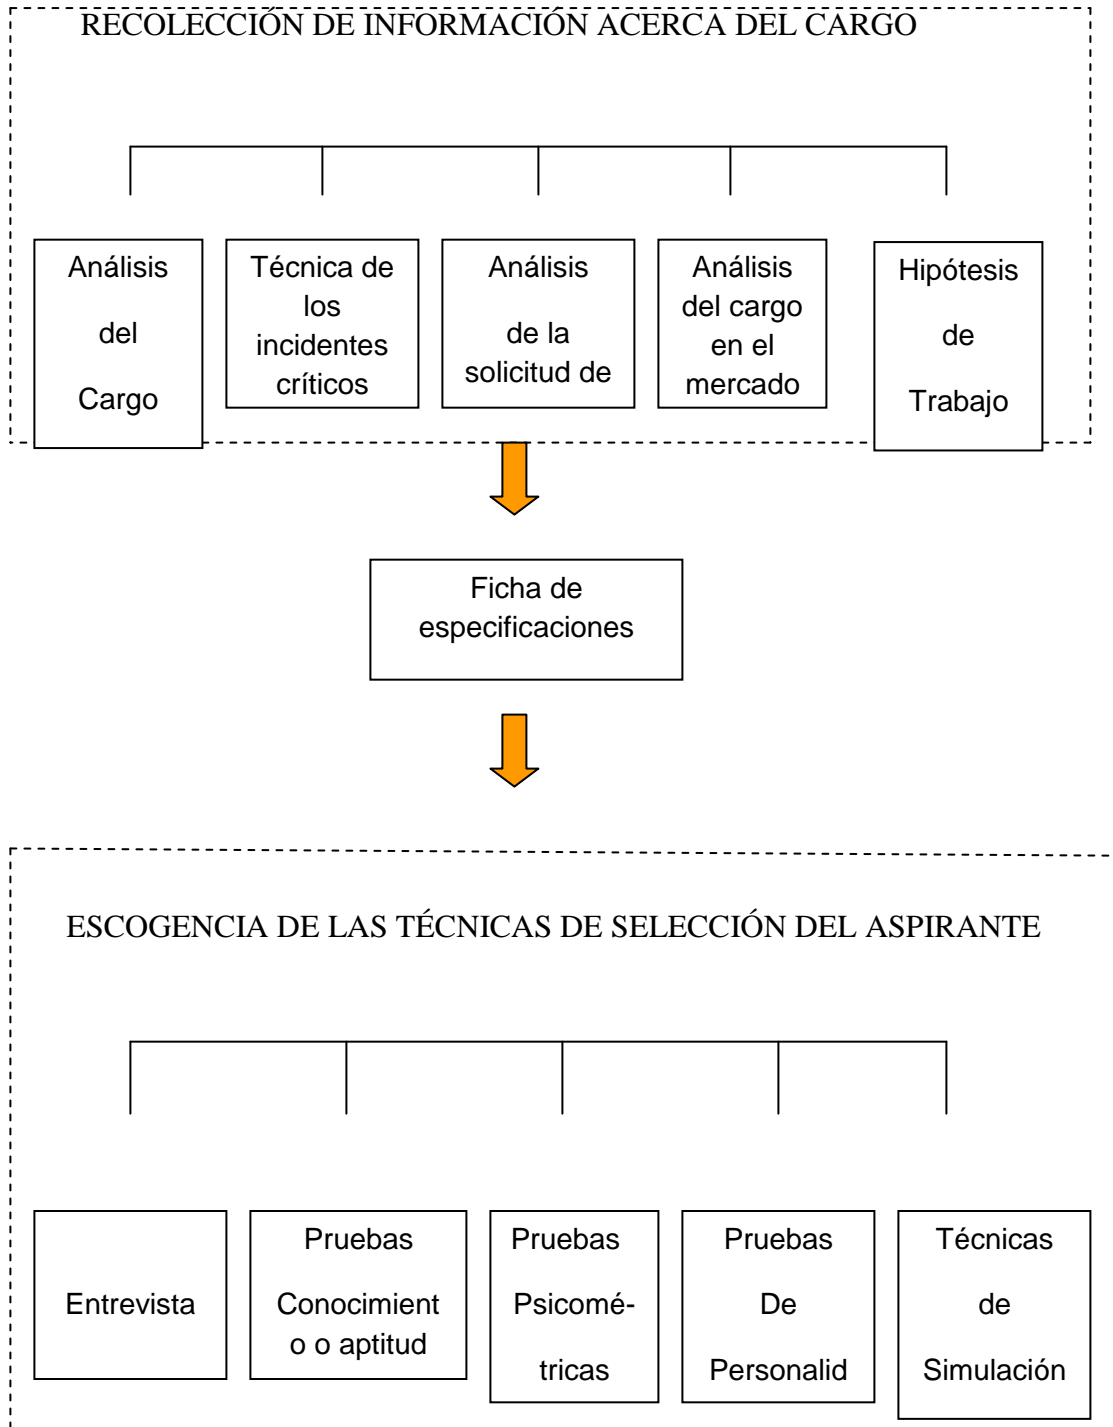 RECOLECCIÓN DE INFORMACIÓN ACERCA DEL CARGO
Análisis
del
Cargo
Técnica de
los
incidentes
críticos
Análisis
de la
solicitud de
Análisis
del cargo
en el
mercado
Hipótesis
de
Trabajo
Ficha de
especificaciones
ESCOGENCIA DE LAS TÉCNICAS DE SELECCIÓN DEL ASPIRANTE
Entrevista
Pruebas
Conocimient
o o aptitud
Pruebas
Psicomé-
tricas
Pruebas
De
Personalid
Técnicas
de
Simulación